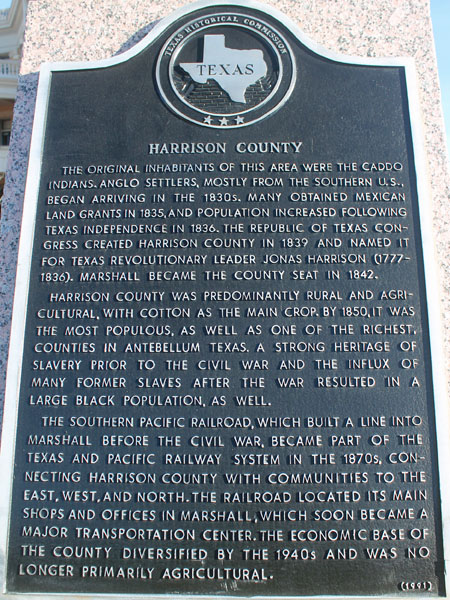 TEXAS HISTORICAL COMMISSION
TEXAS
HARRISON COUNTY
THE ORIGINAL INHABITANTS OF THIS AREA WERE THE CADDO
INDIANS. ANGLO SETTLERS, MOSTLY FROM THE SOUTHERN U.S.,
BEGAN ARRIVING IN THE 1830s. MANY OBTAINED MEXICAN
LAND GRANTS IN 1835, AND POPULATION INCREASED FOLLOWING
TEXAS INDEPENDENCE IN 1836. THE REPUBLIC OF TEXAS CON-
GRESS CREATED HARRISON COUNTY IN 1839 AND NAMED IT
FOR TEXAS REVOLUTIONARY LEADER JONAS HARRISON (1777-
1836). MARSHALL BECAME THE COUNTY SEAT IN 1842.
HARRISON COUNTY WAS PREDOMINANTLY RURAL AND AGRI-
CULTURAL, WITH COTTON AS THE MAIN CROP. BY 1850, IT WAS
THE MOST POPULOUS, AS WELL AS ONE OF THE RICHEST,
COUNTIES IN ANTEBELLUM TEXAS. A STRONG HERITAGE OF
SLAVERY PRIOR TO THE CIVIL WAR AND THE INFLUX OF
MANY FORMER SLAVES AFTER THE WAR RESULTED IN A
LARGE BLACK POPULATION, AS WELL.
THE SOUTHERN PACIFIC RAILROAD, WHICH BUILT A LINE INTO
MARSHALL BEFORE THE CIVIL WAR, BECAME PART OF THE
TEXAS AND PACIFIC RAILWAY SYSTEM IN THE 1870s, CON-
NECTING HARRISON COUNTY WITH COMMUNITIES TO THE
EAST, WEST, AND NORTH. THE RAILROAD LOCATED ITS MAIN
SHOPS AND OFFICES IN MARSHALL, WHICH SOON BECAME A
MAJOR TRANSPORTATION CENTER. THE ECONOMIC BASE OF
THE COUNTY DIVERSIFIED BY THE 1940s AND WAS NO
LONGER PRIMARILY AGRICULTURAL.
(1991)